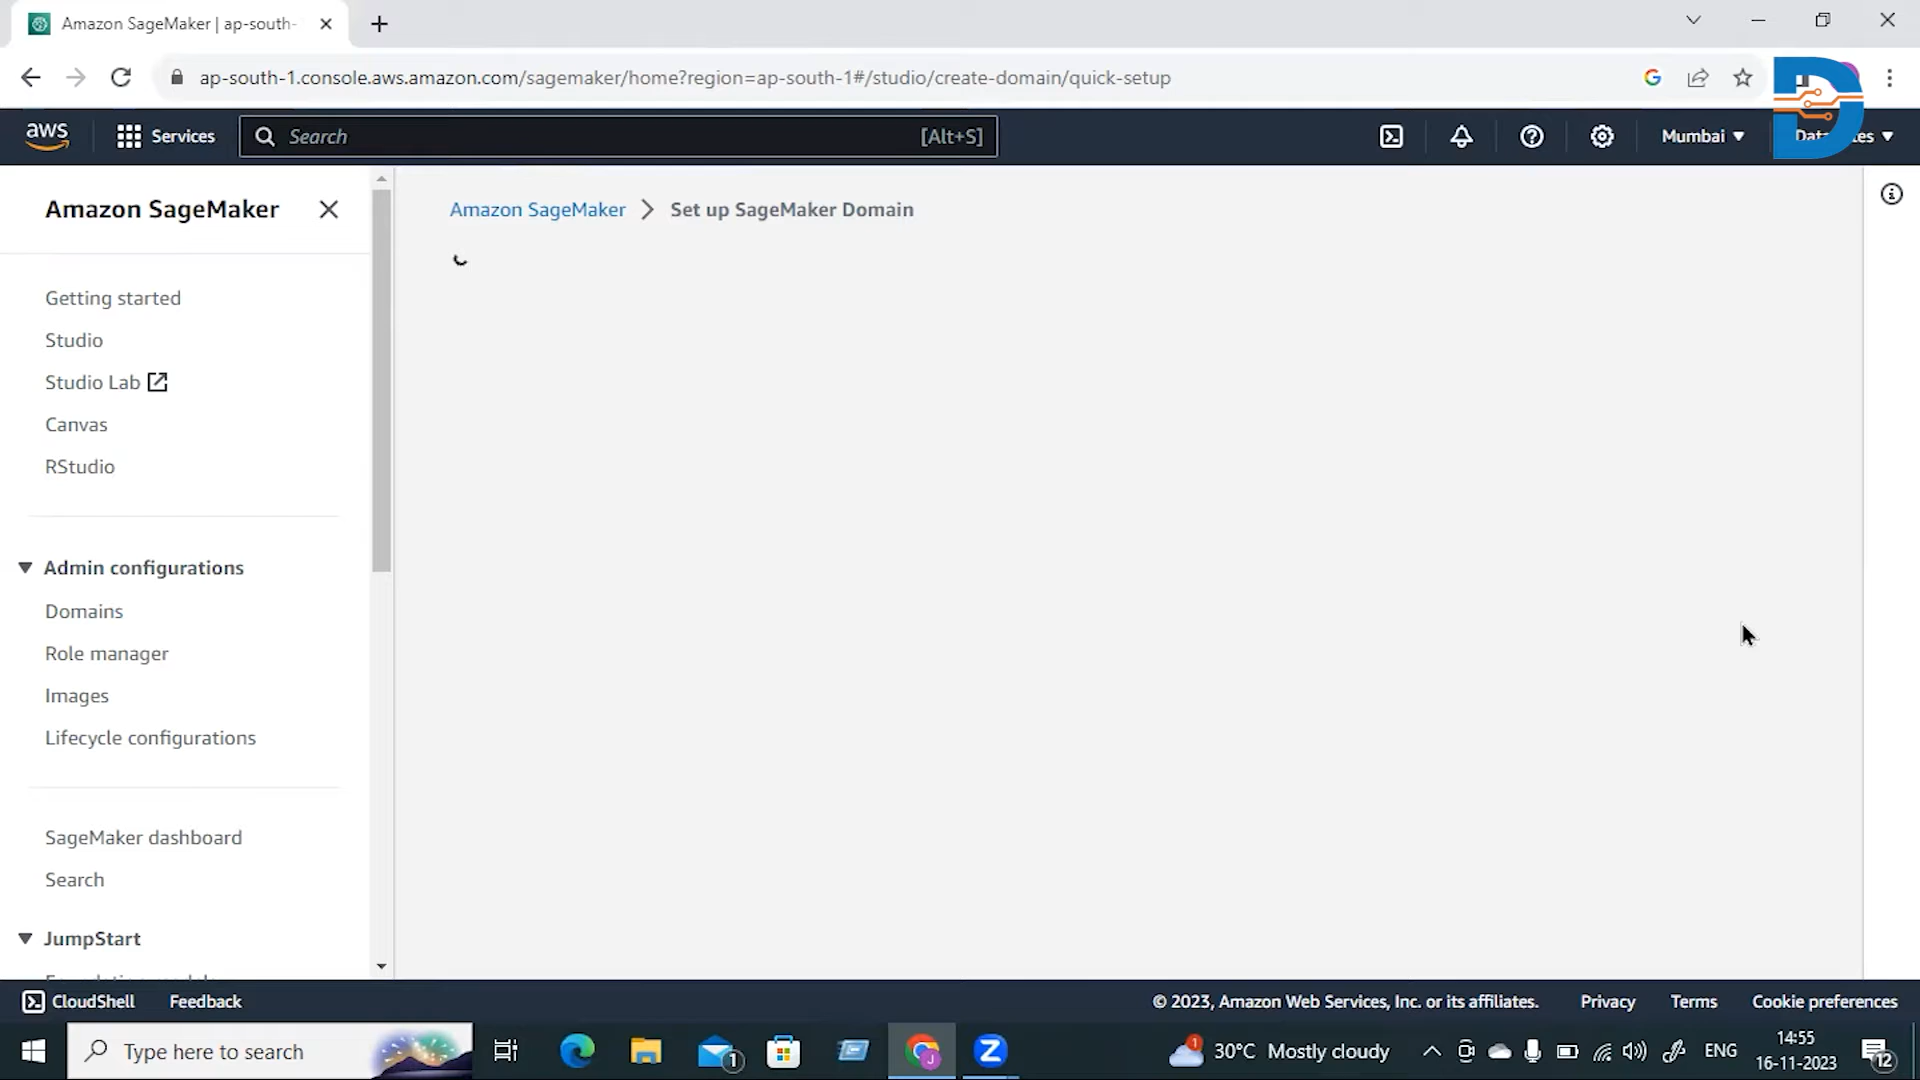 Amazon SageMaker | ap-south-
ap-south-1.console.aws.amazon.com/sagemaker/home?region=ap-south-1#/studio/create-domain/quick-setup
aws
Services
Search
[Alt+S]
Mumbai
Amazon SageMaker
Amazon SageMaker > Set up SageMaker Domain
Getting started
Studio
Studio Lab
Canvas
RStudio
Admin configurations
Domains
Role manager
Images
Lifecycle configurations
SageMaker dashboard
Search
JumpStart
CloudShell
Feedback
© 2023, Amazon Web Services, Inc. or its affiliates.
Privacy
Terms
Cookie preferences
Type here to search
1
J
Z
1
30°C Mostly cloudy
ENG
14:55
16-11-2023
12